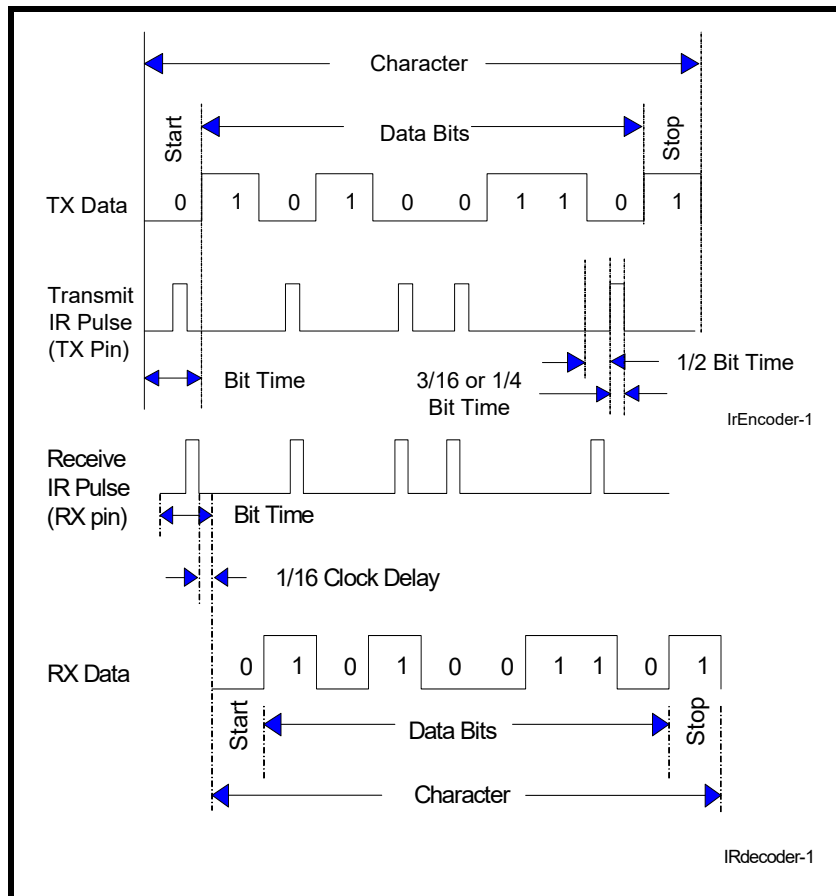 Character
Start
Data Bits
Stop
TX Data
0 1 0 1 0 0 1 1 0 1
Transmit
IR Pulse
(TX Pin)
Bit Time
1/2 Bit Time
3/16 or 1/4
Bit Time
IrEncoder-1
Receive
IR Pulse
(RX pin)
Bit Time
1/16 Clock Delay
RX Data
0 1 0 1 0 0 1 1 0 1
Start
Data Bits
Stop
Character
IRdecoder-1